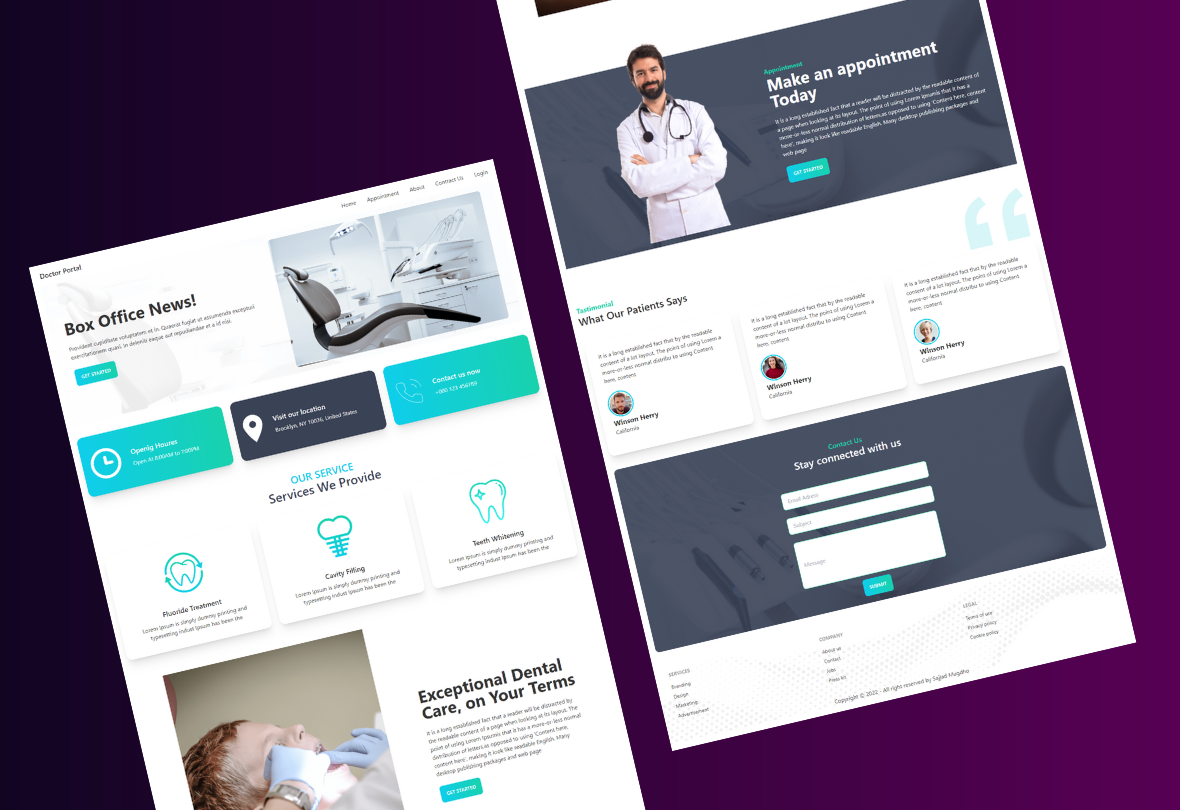 Doctor Portal
Home
Appointment
About
Contract Us
Login
Box Office News!
Provident cupiditate voluptatem et in. Quaerat fugiat ut assumenda excepturi
exercitationem quasi. In deleniti eaque aut repudiandae et a id nisi.
GET STARTED
Openig Houres
Open At 8:00AM to 7:00PM
Visit our location
Brooklyn, NY 10036, United States
Contact us now
+000 123 456789
OUR SERVICE
Services We Provide
Fluoride Treatment
Lorem Ipsum is simply dummy printing and
typesetting indust Ipsum has been the
Cavity Filling
Lorem Ipsum is simply dummy printing and
typesetting indust Ipsum has been the
Teeth Whitening
Lorem Ipsum is simply dummy printing and
typesetting indust Ipsum has been the
Exceptional Dental
Care, on Your Terms
It is a long established fact that a reader will be distracted by
the readable content of a page when looking at its layout. The
point of using Lorem Ipsumis that it has a more-or-less normal
distribution of letters,as opposed to using 'Content here,
content here', making it look like readable English. Many
desktop publishing packages and web page
GET STARTED
Appointment
Make an appointment
Today
It is a long established fact that a reader will be distracted by the readable content of
a page when looking at its layout. The point of using Lorem Ipsumis that it has a
more-or-less normal distribution of letters,as opposed to using 'Content here, content
here', making it look like readable English. Many desktop publishing packages and
web page
GET STARTED
Tastimonial
What Our Patients Says
It is a long established fact that by the readable
content of a lot layout. The point of using Lorem a
more-or-less normal distribu to using Content
here, content
Winson Herry
California
It is a long established fact that by the readable
content of a lot layout. The point of using Lorem a
more-or-less normal distribu to using Content
here, content
Winson Herry
California
It is a long established fact that by the readable
content of a lot layout. The point of using Lorem a
more-or-less normal distribu to using Content
here, content
Winson Herry
California
Contact Us
Stay connected with us
Email Adress
Subject
Message
SUBMIT
SERVICES
Branding
Design
Marketing
Advertisement
COMPANY
About us
Contact
Jobs
Press kit
LEGAL
Terms of use
Privacy policy
Cookie policy
Copyright © 2022 - All right reserved by Sajjad Mugdho